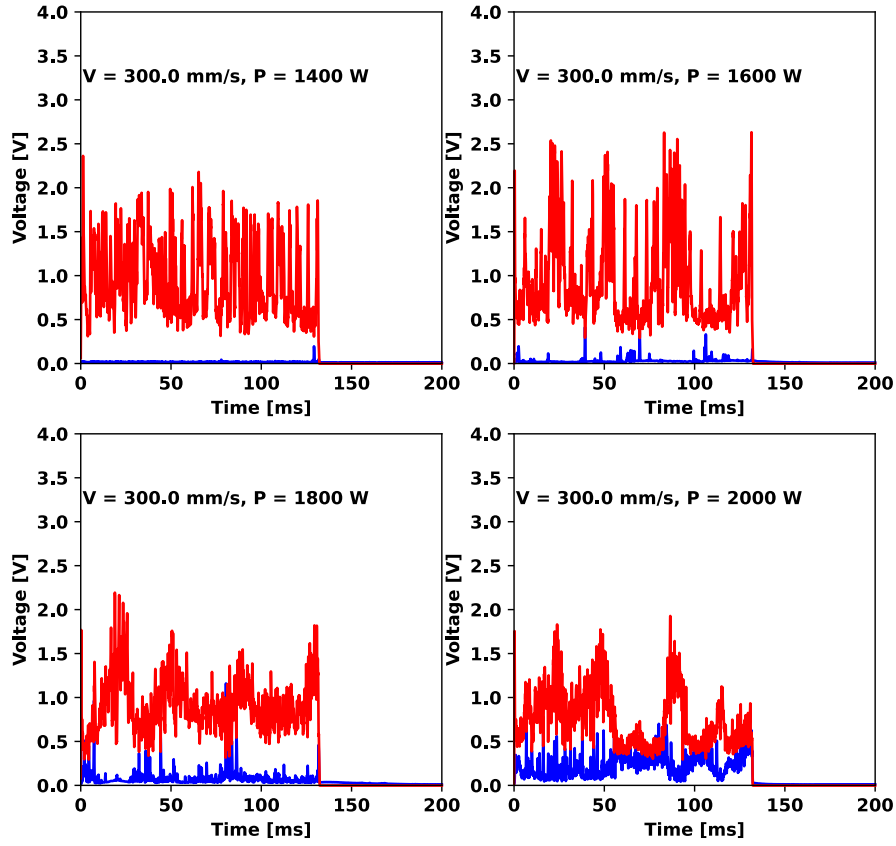 4.0
3.5
V = 300.0 mm/s, P = 1400 W
3.0
2.5
2.0
1.5
1.0
0.5
0.0
Voltage [V]
0 50 100 150 200
Time [ms]
4.0
3.5
V = 300.0 mm/s, P = 1600 W
3.0
2.5
2.0
1.5
1.0
0.5
0.0
Voltage [V]
0 50 100 150 200
Time [ms]
4.0
3.5
V = 300.0 mm/s, P = 1800 W
3.0
2.5
2.0
1.5
1.0
0.5
0.0
Voltage [V]
0 50 100 150 200
Time [ms]
4.0
3.5
V = 300.0 mm/s, P = 2000 W
3.0
2.5
2.0
1.5
1.0
0.5
0.0
Voltage [V]
0 50 100 150 200
Time [ms]